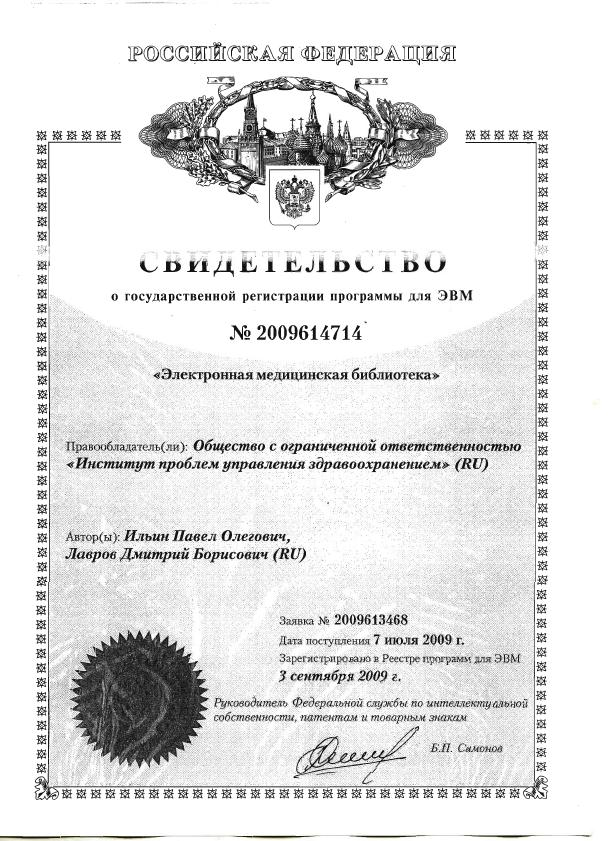 РОССИЙСКАЯ ФЕДЕРАЦИЯ
СВИДЕТЕЛЬСТВО
о государственной регистрации программы для ЭВМ
№ 2009614714
«Электронная медицинская библиотека»
Правообладатель(ли): Общество с ограниченной ответственностью
«Институт проблем управления здравоохранением» (RU)
Автор(ы): Ильин Павел Олегович,
Лавров Дмитрий Борисович (RU)
Заявка № 2009613468
Дата поступления 7 июля 2009 г.
Зарегистрировано в Реестре программ для ЭВМ
3 сентября 2009 г.
Руководитель Федеральной службы по интеллектуальной
собственности, патентам и товарным знакам
Б.П. Симонов